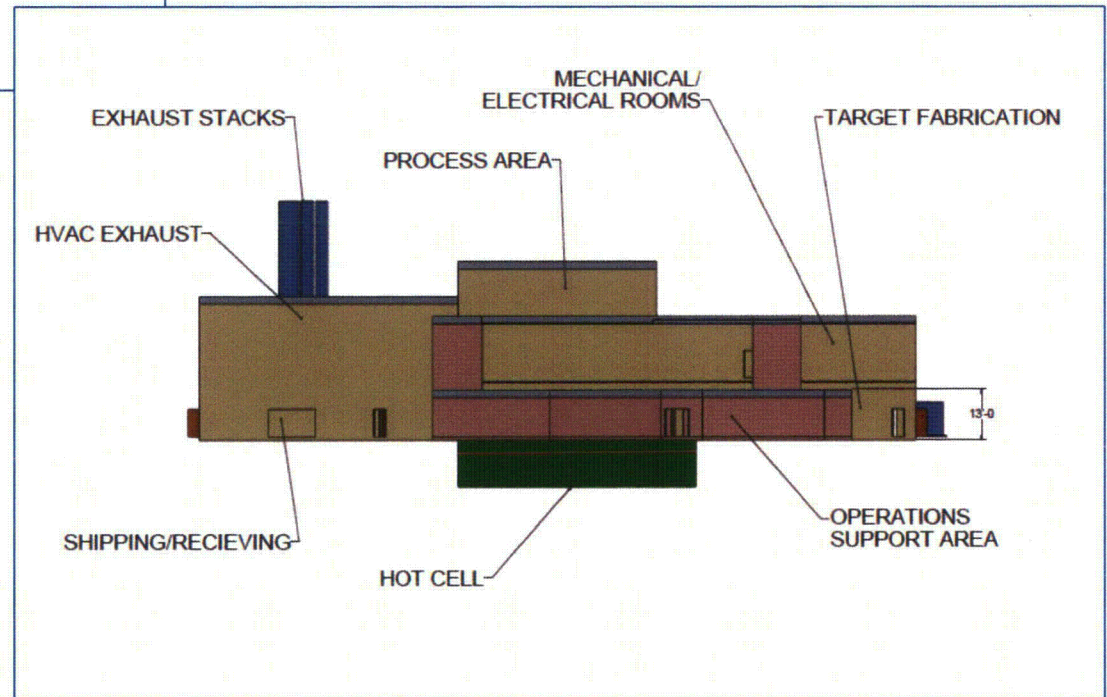 MECHANICAL/
ELECTRICAL ROOMS
EXHAUST STACKS
TARGET FABRICATION
PROCESS AREA
HVAC EXHAUST
13'-0
SHIPPING/RECIEVING
OPERATIONS
SUPPORT AREA
HOT CELL